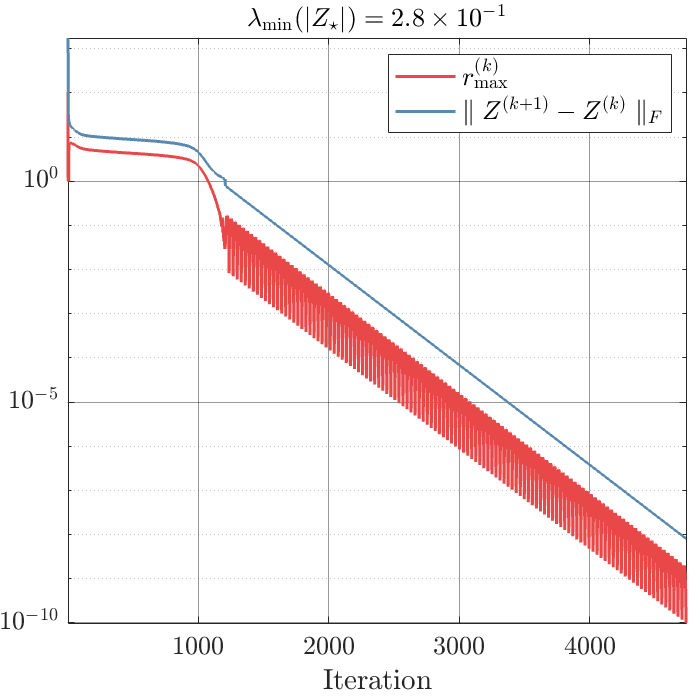 λ_min(|Z_⋆|) = 2.8 × 10^−1
r_max^(k)
‖ Z^(k+1) − Z^(k) ‖_F
10^0
10^−5
10^−10
1000 2000 3000 4000
Iteration